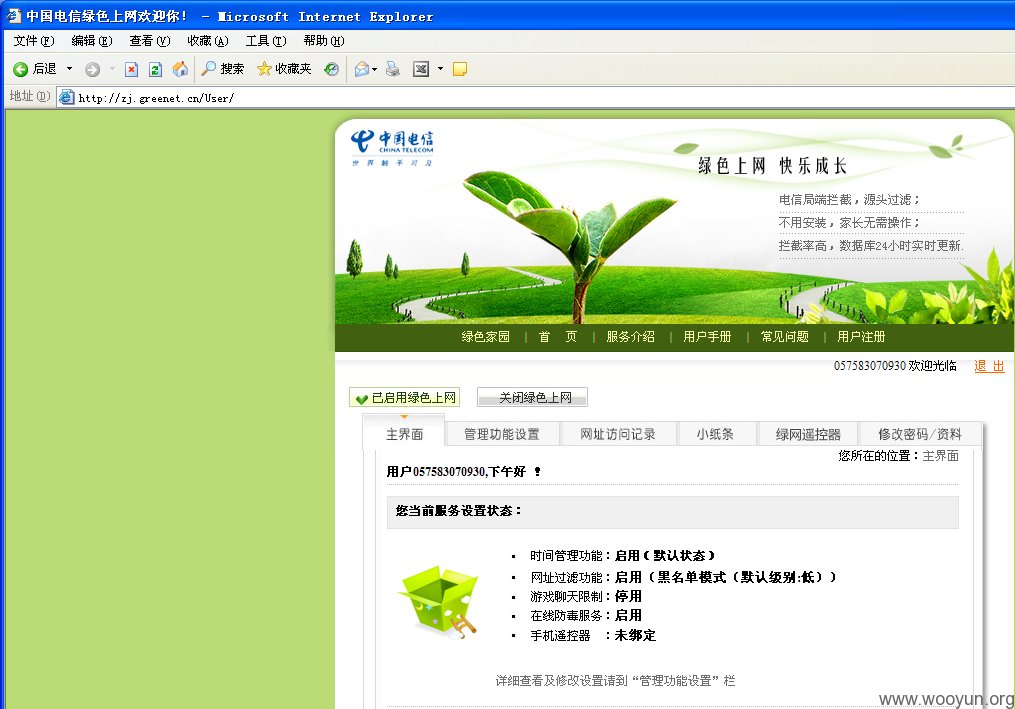 中国电信绿色上网欢迎你! - Microsoft Internet Explorer
文件(F) 编辑(E) 查看(V) 收藏(A) 工具(T) 帮助(H)
后退 搜索 收藏夹
地址(D) http://zj.greenet.cn/User/
中国电信
CHINA TELECOM
世界触手可及
绿色上网 快乐成长
电信局端拦截，源头过滤；
不用安装，家长无需操作；
拦截率高，数据库24小时实时更新.
绿色家园 | 首 页 | 服务介绍 | 用户手册 | 常见问题 | 用户注册
057583070930 欢迎光临 退 出
已启用绿色上网 关闭绿色上网
主界面 管理功能设置 网址访问记录 小纸条 绿网遥控器 修改密码/资料
您所在的位置：主界面
用户057583070930,下午好 ！
您当前服务设置状态：
• 时间管理功能：启用（默认状态）
• 网址过滤功能：启用（黑名单模式（默认级别:低））
• 游戏聊天限制：停用
• 在线防毒服务：启用
• 手机遥控器 ：未绑定
详细查看及修改设置请到“管理功能设置”栏
www.wooyun.org